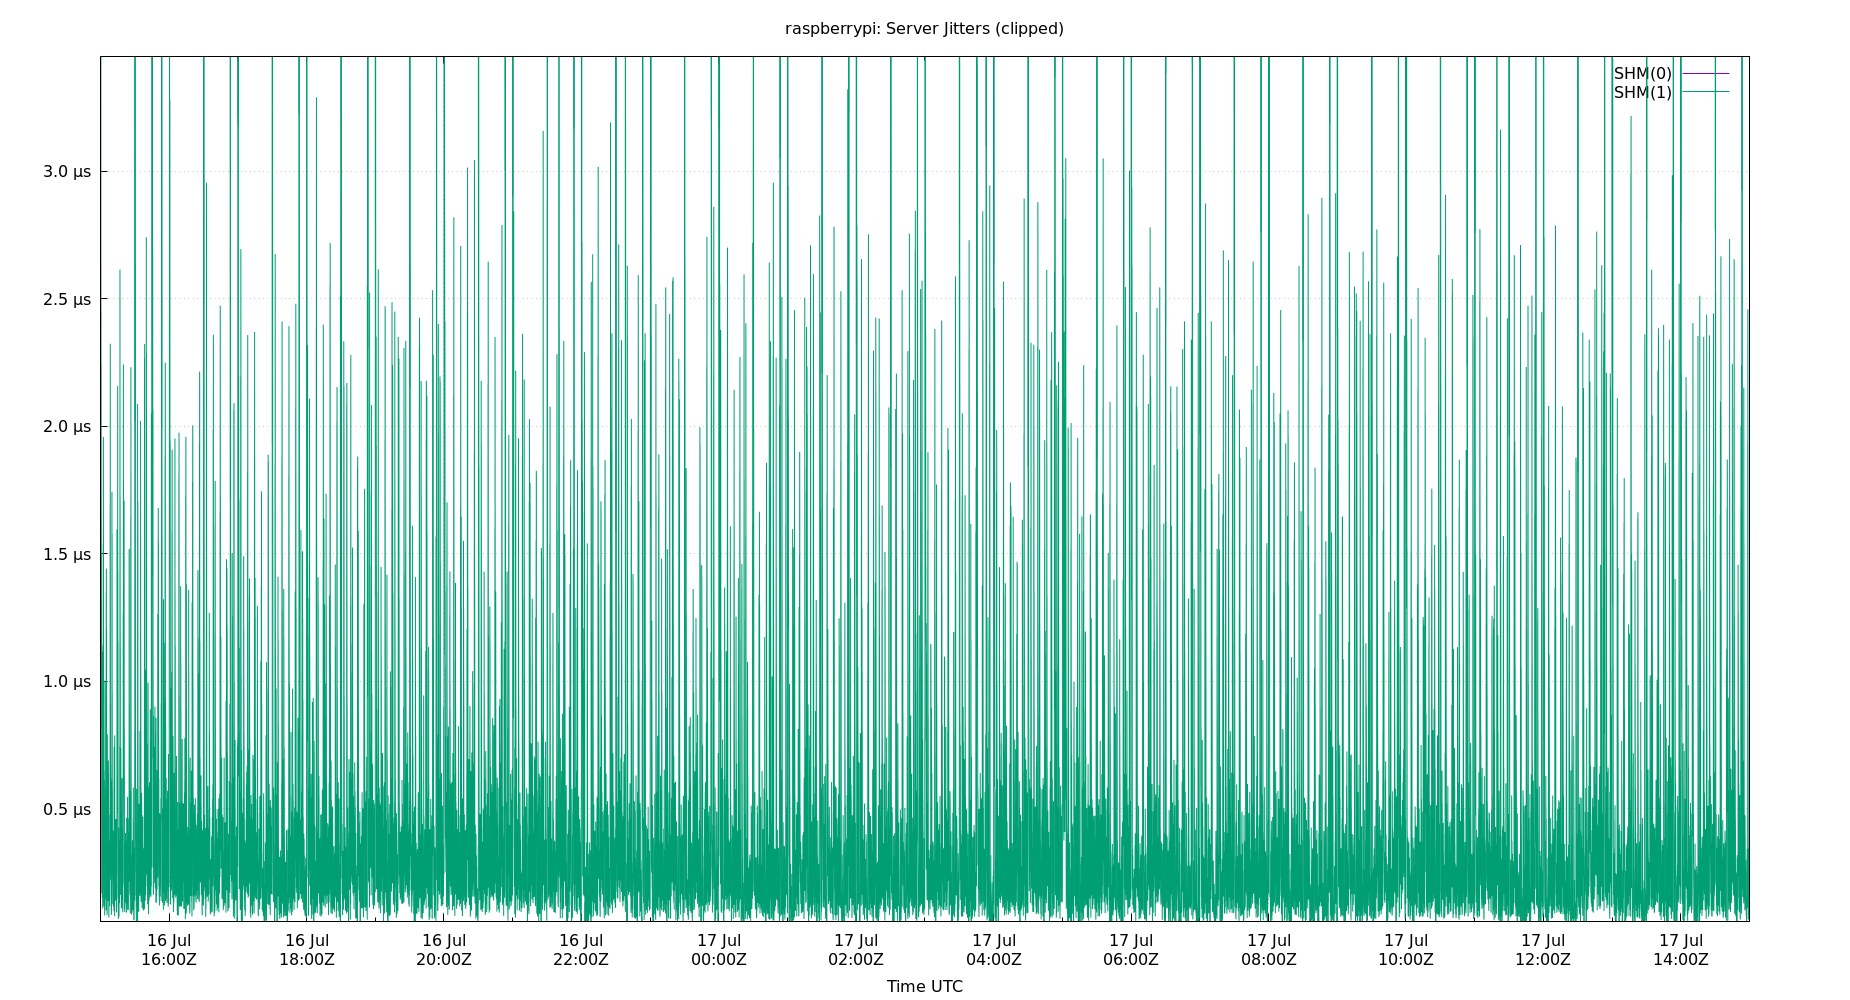 raspberrypi: Server Jitters (clipped)
SHM(0)
SHM(1)
3.0 µs
2.5 µs
2.0 µs
1.5 µs
1.0 µs
0.5 µs
16 Jul 16 Jul 16 Jul 16 Jul 17 Jul 17 Jul 17 Jul 17 Jul 17 Jul 17 Jul 17 Jul 17 Jul
16:00Z 18:00Z 20:00Z 22:00Z 00:00Z 02:00Z 04:00Z 06:00Z 08:00Z 10:00Z 12:00Z 14:00Z
Time UTC